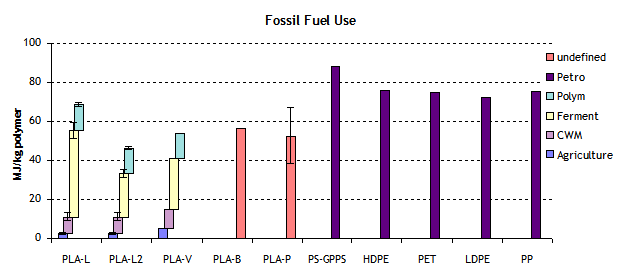 Fossil Fuel Use
MJ/kg polymer
100
80
60
40
20
0
PLA-L PLA-L2 PLA-V PLA-B PLA-P PS-GPPS HDPE PET LDPE PP
undefined
Petro
Polym
Ferment
CWM
Agriculture